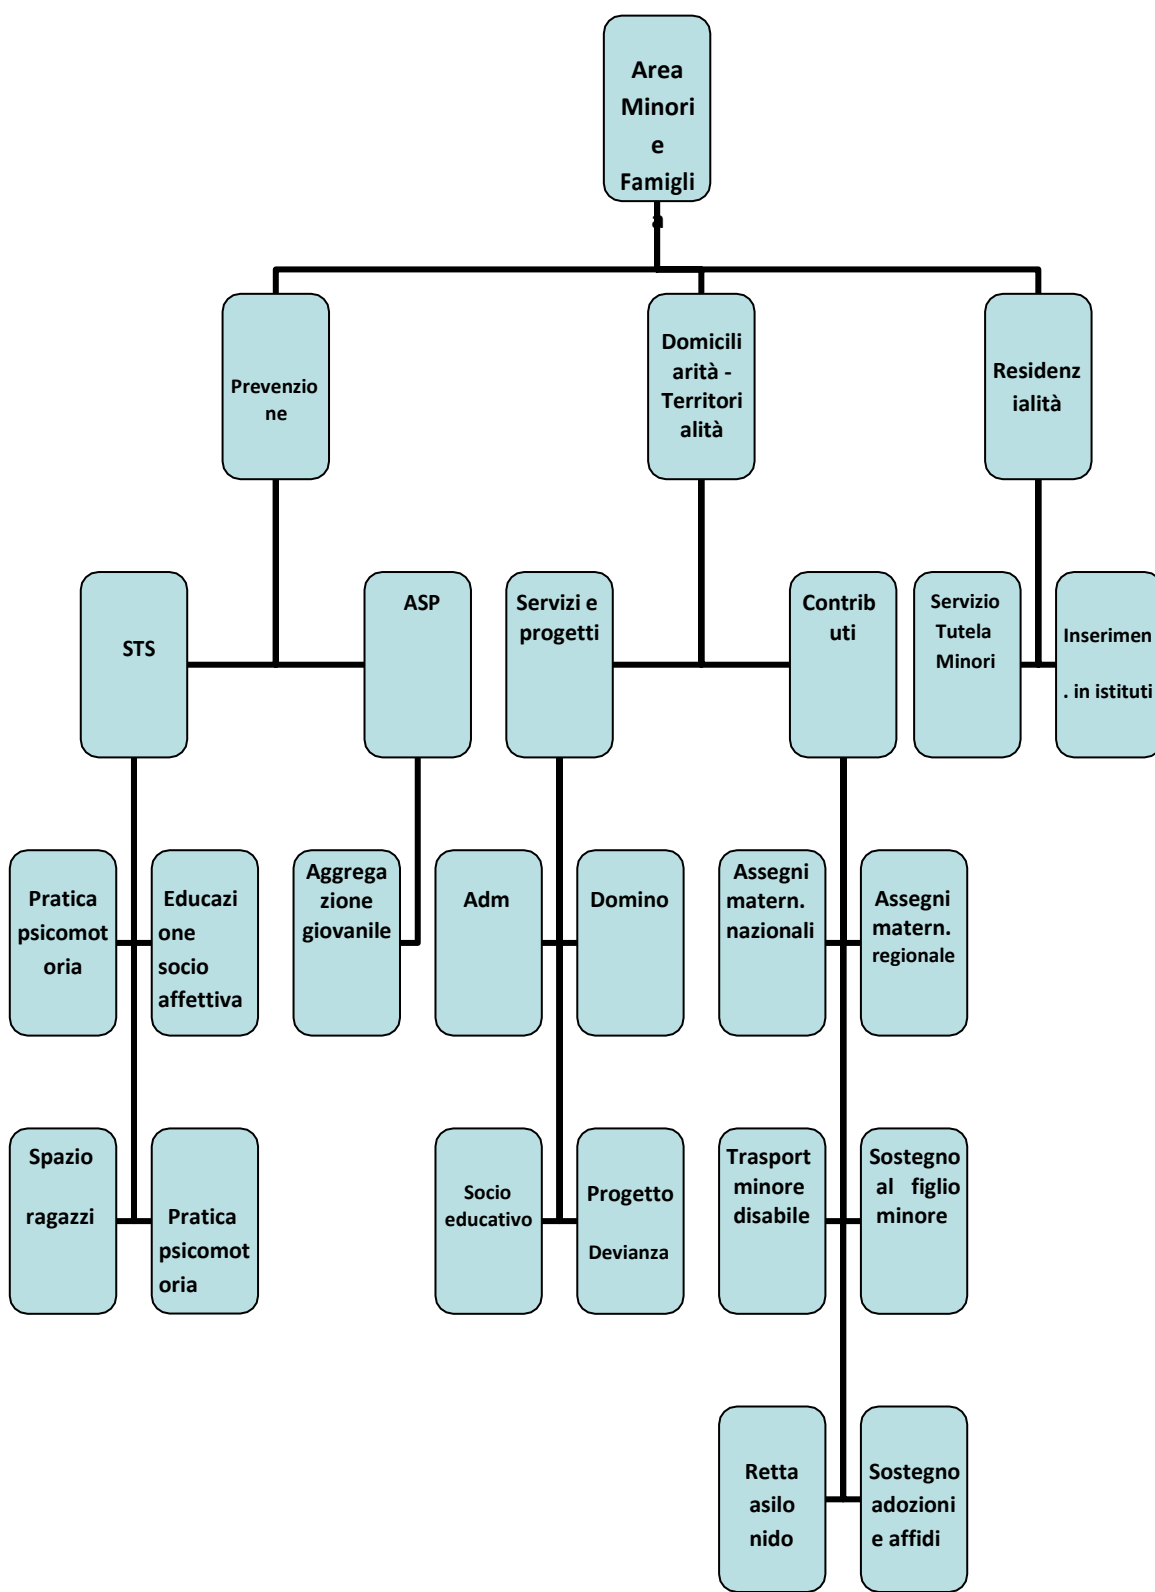 Area
Minori
e
Famigli
a
Prevenzio
ne
Domicili
arità -
Territori
alità
Residenz
ialità
STS
ASP
Servizi e
progetti
Contrib
uti
Servizio
Tutela
Minori
Inserimen
. in istituti
Pratica
psicomot
oria
Educazi
one
socio
affettiva
Aggrega
zione
giovanile
Adm
Domino
Assegni
matern.
nazionali
Assegni
matern.
regionale
Spazio
ragazzi
Pratica
psicomot
oria
Socio
educativo
Progetto
Devianza
Trasport
minore
disabile
Sostegno
al figlio
minore
Retta
asilo
nido
Sostegno
adozioni
e affidi